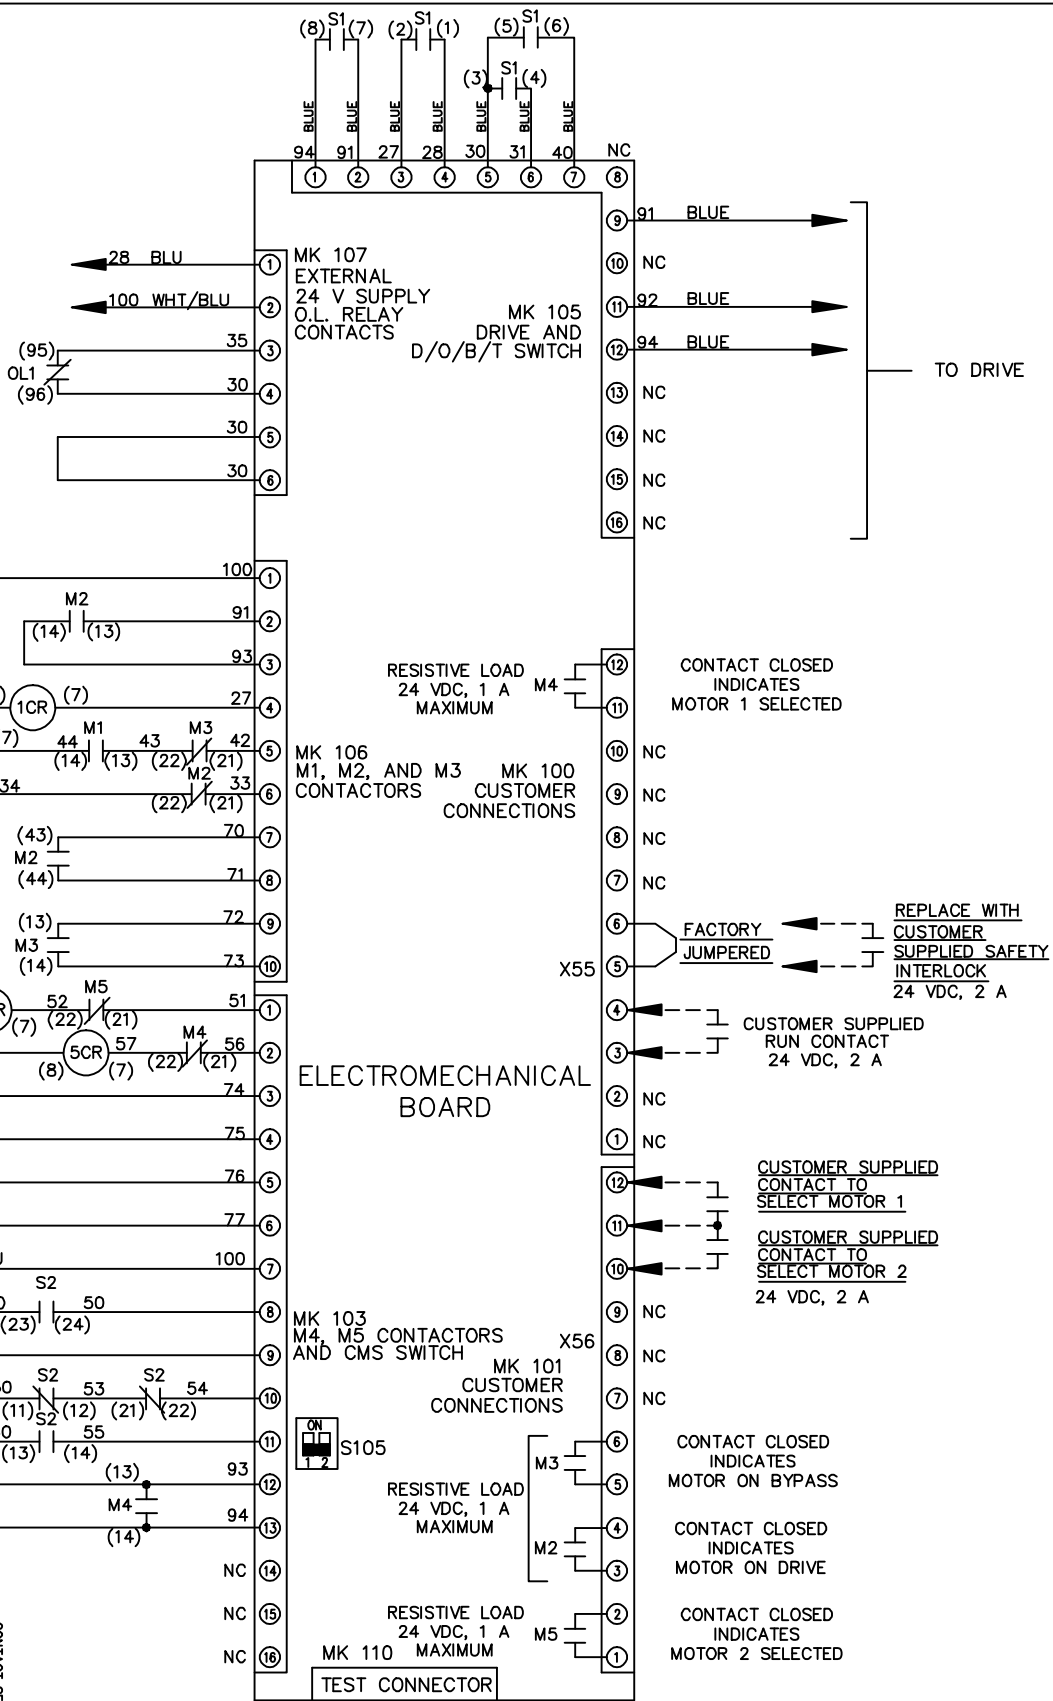 S1 S1 S1
(8) (7) (2) (1) (5) (6)
S1
(3) (4)
BLUE BLUE BLUE BLUE BLUE BLUE BLUE
94 91 27 28 30 31 40 NC
1 2 3 4 5 6 7 8
9 91 BLUE
10 NC
11 92 BLUE
12 94 BLUE
13 NC
14 NC
15 NC
16 NC
TO DRIVE
MK 105
DRIVE AND
D/O/B/T SWITCH
28 BLU 1
100 WHT/BLU 2
(95) 35 3
OL1
(96) 30 4
30 5
30 6
MK 107
EXTERNAL
24 V SUPPLY
O.L. RELAY
CONTACTS
100 1
M2 91 2
(14) (13)
93 3
1CR (7) 27 4
7) 44 M1 43 M3 42 5
(14) (13) (22) (21)
34 M2 33 6
(22) (21)
(43) 70 7
M2
(44) 71 8
(13) 72 9
M3
(14) 73 10
MK 106
M1, M2, AND M3
CONTACTORS
RESISTIVE LOAD
24 VDC, 1 A
MAXIMUM
M4
12
11
CONTACT CLOSED
INDICATES
MOTOR 1 SELECTED
MK 100
CUSTOMER
CONNECTIONS
10 NC
9 NC
8 NC
7 NC
6
X55 5
FACTORY
JUMPERED
REPLACE WITH
CUSTOMER
SUPPLIED SAFETY
INTERLOCK
24 VDC, 2 A
4
3
CUSTOMER SUPPLIED
RUN CONTACT
24 VDC, 2 A
2 NC
1 NC
R (7) 52 M5 51 1
(22) (21)
5CR 57 M4 56 2
(8) (7) (22) (21)
74 3
75 4
76 5
77 6
U 100 7
0 S2 50 8
(23) (24)
9
50 S2 53 S2 54 10
(11) (12) (21) (22)
50 S2 55 11
(13) (14)
(13) 93 12
M4
(14) 94 13
NC 14
NC 15
NC 16
ELECTROMECHANICAL
BOARD
MK 103
M4, M5 CONTACTORS
AND CMS SWITCH
ON
1 2
S105
12
11
10
CUSTOMER SUPPLIED
CONTACT TO
SELECT MOTOR 1
CUSTOMER SUPPLIED
CONTACT TO
SELECT MOTOR 2
24 VDC, 2 A
9 NC
X56
8 NC
7 NC
MK 101
CUSTOMER
CONNECTIONS
M3
6
5
CONTACT CLOSED
INDICATES
MOTOR ON BYPASS
RESISTIVE LOAD
24 VDC, 1 A
MAXIMUM
M2
4
3
CONTACT CLOSED
INDICATES
MOTOR ON DRIVE
RESISTIVE LOAD
24 VDC, 1 A
MAXIMUM
M5
2
1
CONTACT CLOSED
INDICATES
MOTOR 2 SELECTED
MK 110
TEST CONNECTOR